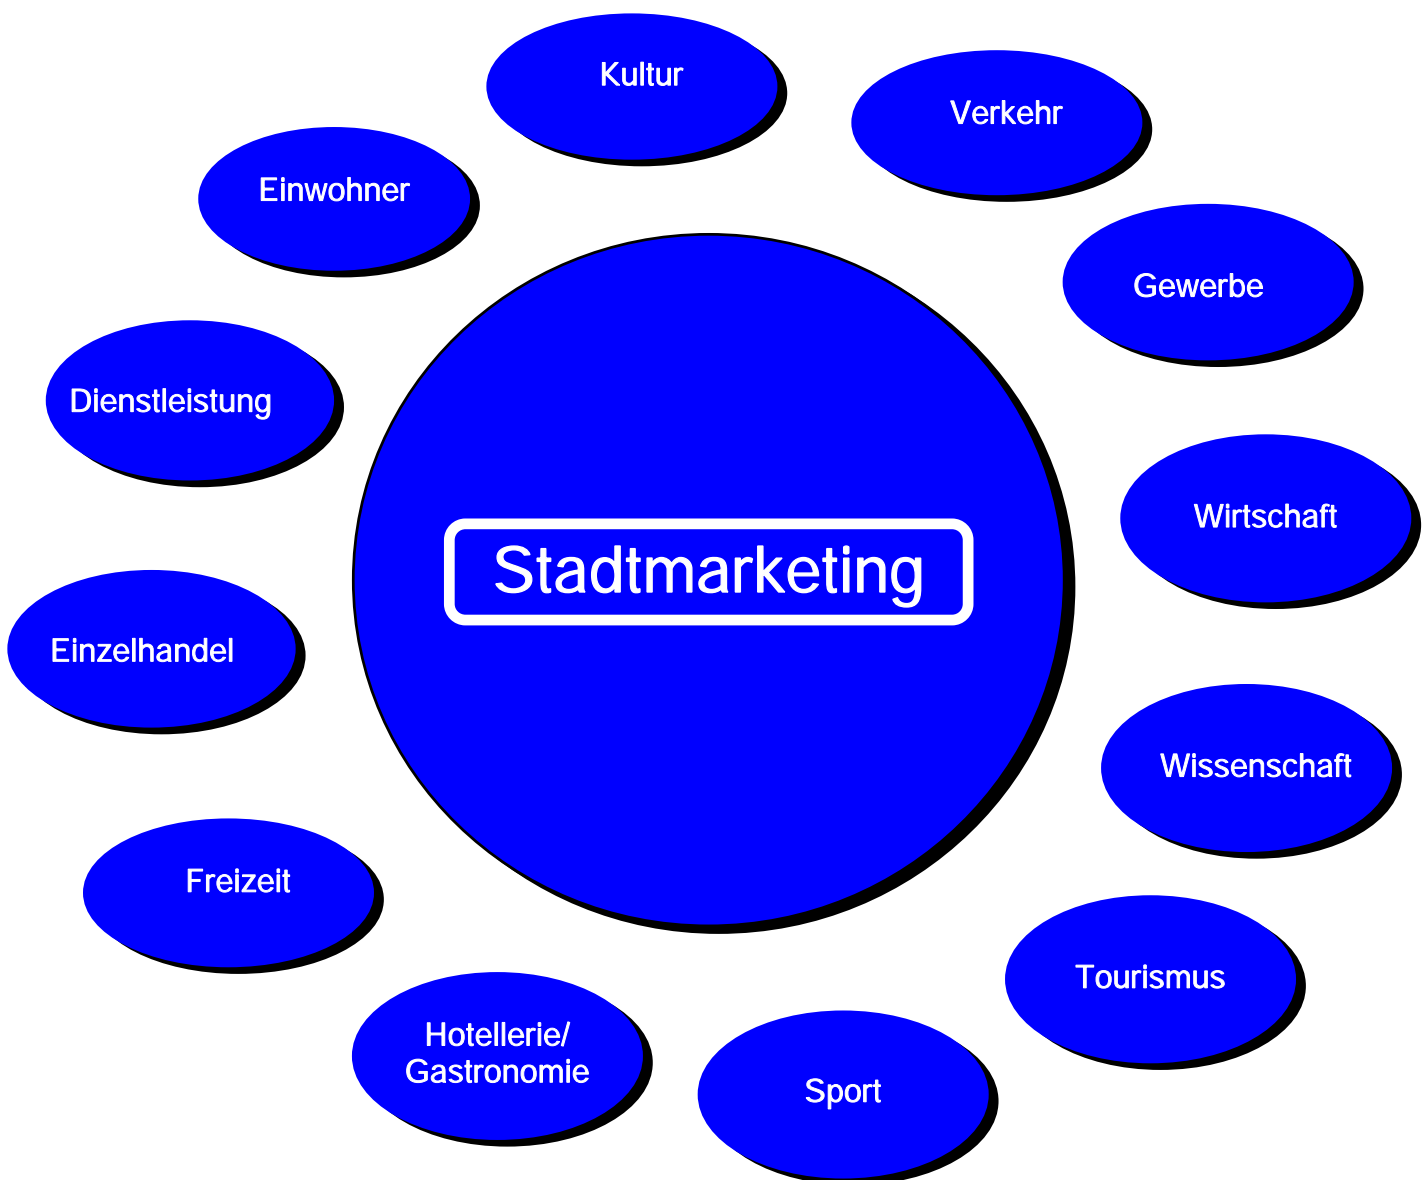 Kultur
Verkehr
Einwohner
Gewerbe
Dienstleistung
Wirtschaft
Stadtmarketing
Einzelhandel
Wissenschaft
Freizeit
Tourismus
Hotellerie/
Gastronomie
Sport